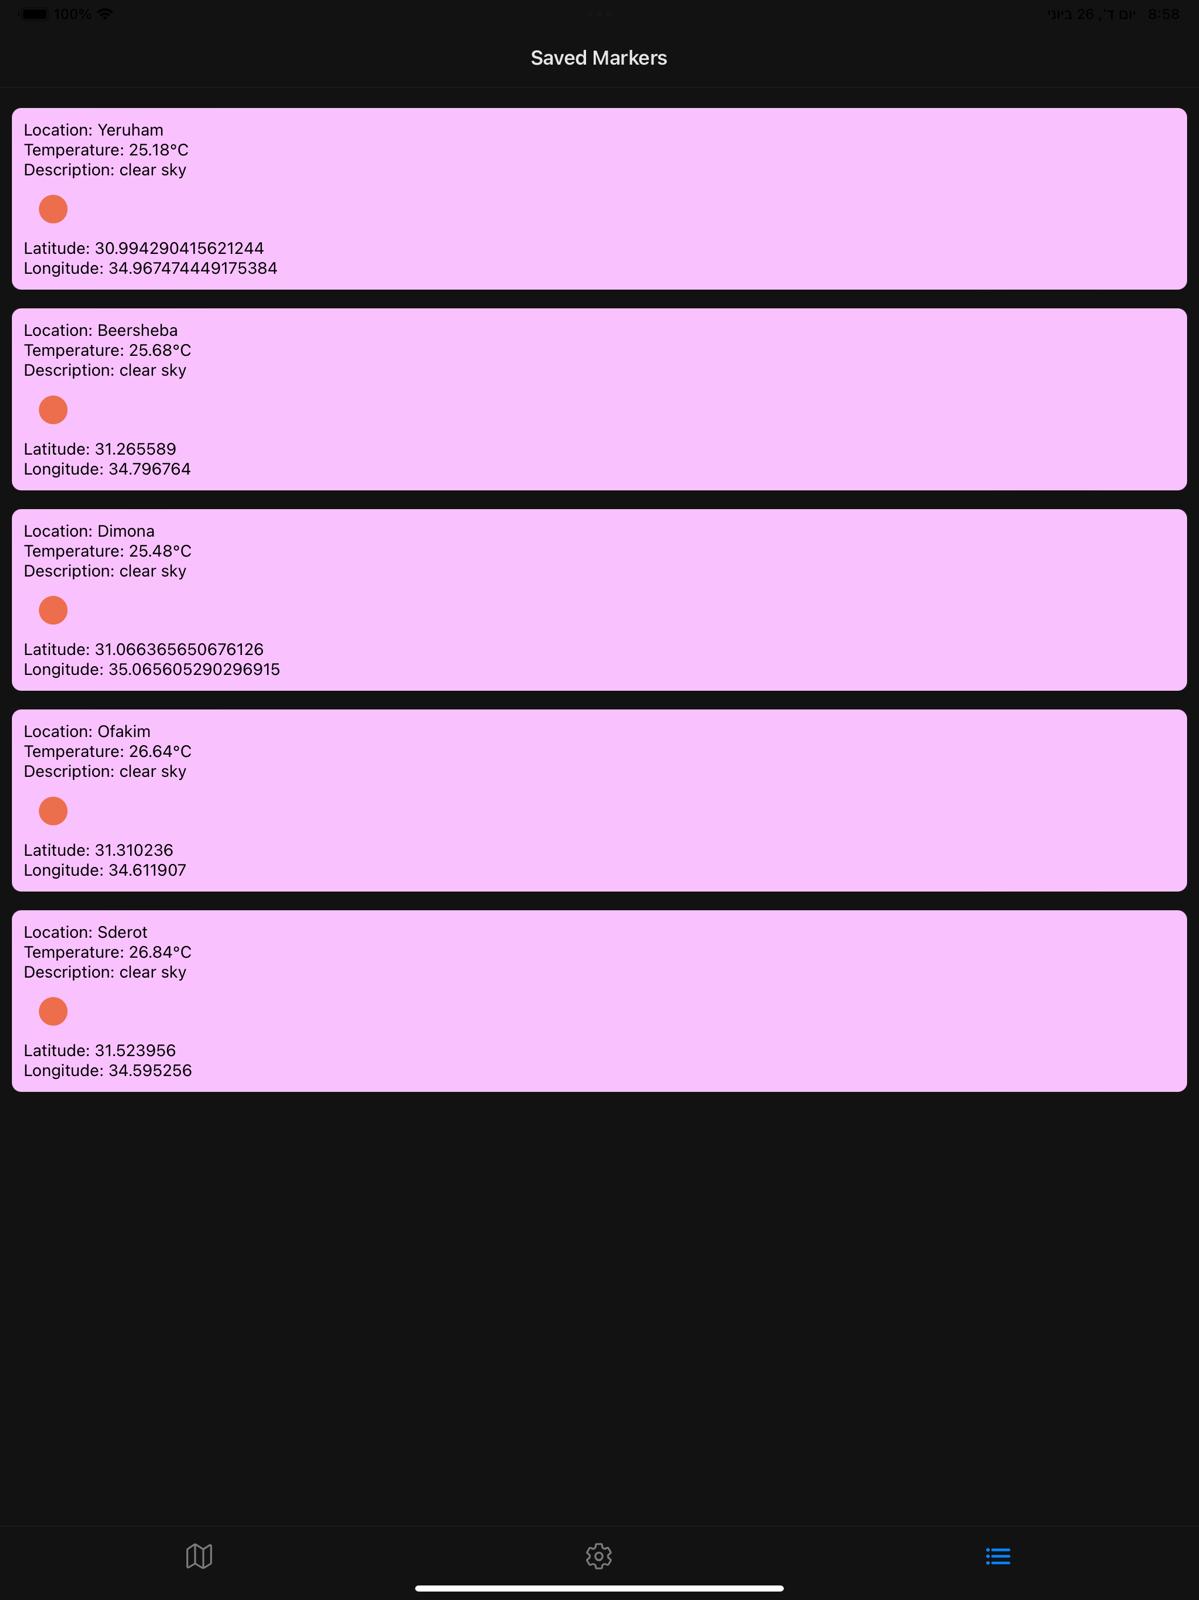 100%
8:58 יום ד׳, 26 ביוני
Saved Markers
Location: Yeruham
Temperature: 25.18°C
Description: clear sky
Latitude: 30.994290415621244
Longitude: 34.967474449175384
Location: Beersheba
Temperature: 25.68°C
Description: clear sky
Latitude: 31.265589
Longitude: 34.796764
Location: Dimona
Temperature: 25.48°C
Description: clear sky
Latitude: 31.066365650676126
Longitude: 35.065605290296915
Location: Ofakim
Temperature: 26.64°C
Description: clear sky
Latitude: 31.310236
Longitude: 34.611907
Location: Sderot
Temperature: 26.84°C
Description: clear sky
Latitude: 31.523956
Longitude: 34.595256